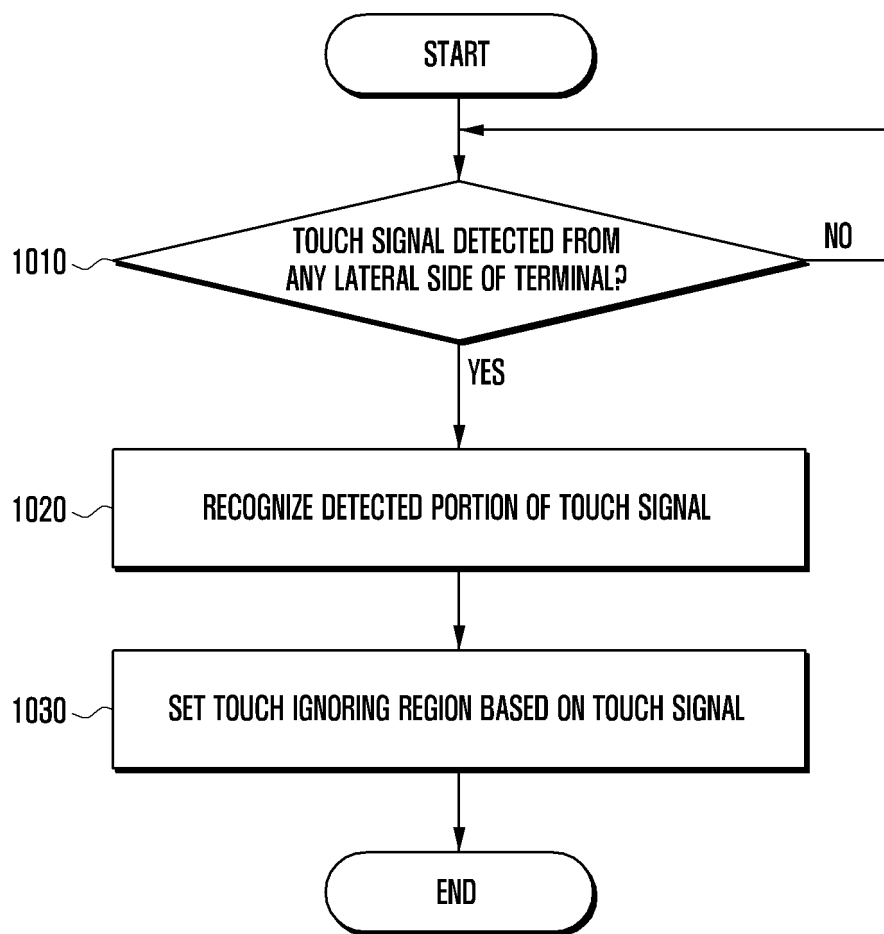 START
1010
TOUCH SIGNAL DETECTED FROM
ANY LATERAL SIDE OF TERMINAL?
NO
YES
1020
RECOGNIZE DETECTED PORTION OF TOUCH SIGNAL
1030
SET TOUCH IGNORING REGION BASED ON TOUCH SIGNAL
END